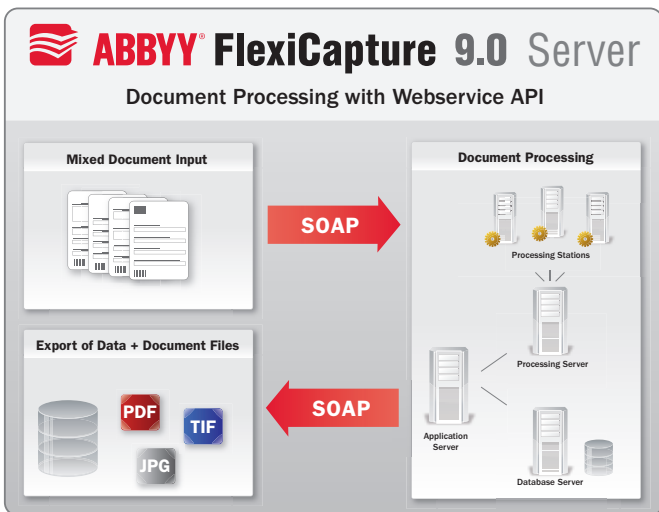 ABBYY® FlexiCapture 9.0 Server
Document Processing with Webservice API
Mixed Document Input
SOAP
Document Processing
Processing Stations
Processing Server
Application
Server
Database Server
Export of Data + Document Files
PDF
TIF
JPG
SOAP